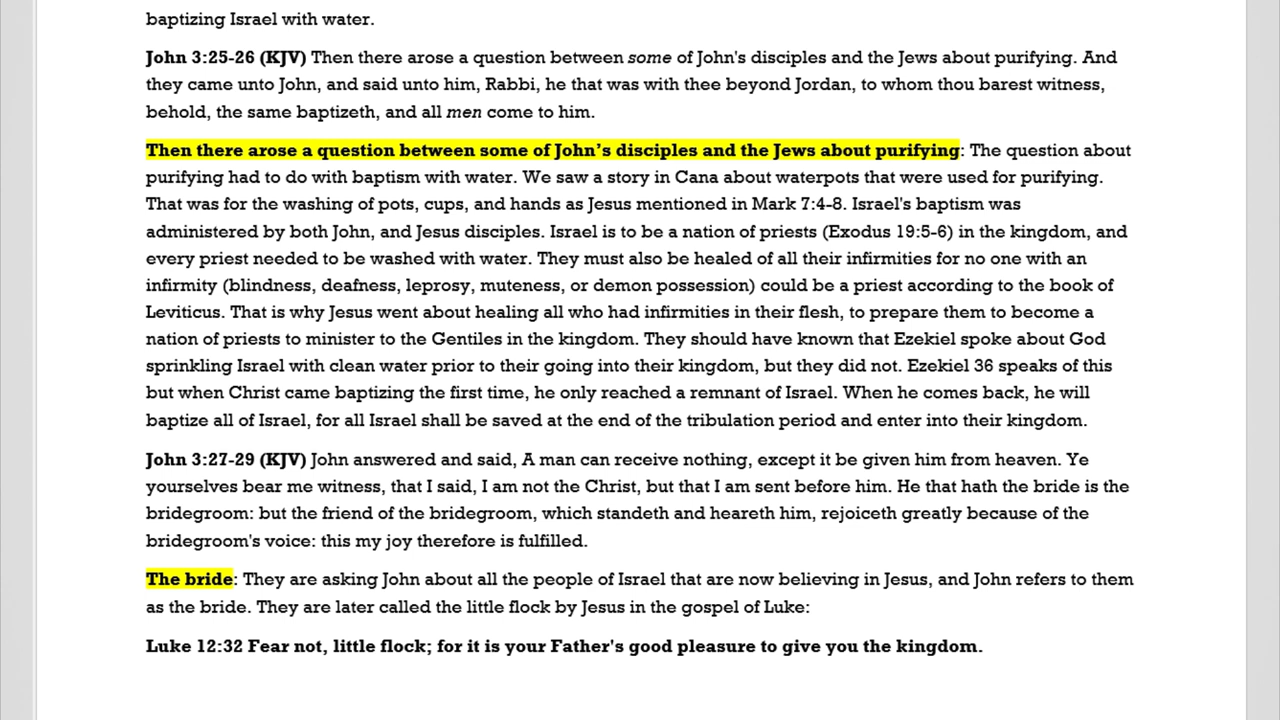 baptizing Israel with water.
John 3:25-26 (KJV) Then there arose a question between some of John's disciples and the Jews about purifying. And
they came unto John, and said unto him, Rabbi, he that was with thee beyond Jordan, to whom thou barest witness,
behold, the same baptizeth, and all men come to him.
Then there arose a question between some of John’s disciples and the Jews about purifying: The question about
purifying had to do with baptism with water. We saw a story in Cana about waterpots that were used for purifying.
That was for the washing of pots, cups, and hands as Jesus mentioned in Mark 7:4-8. Israel's baptism was
administered by both John, and Jesus disciples. Israel is to be a nation of priests (Exodus 19:5-6) in the kingdom, and
every priest needed to be washed with water. They must also be healed of all their infirmities for no one with an
infirmity (blindness, deafness, leprosy, muteness, or demon possession) could be a priest according to the book of
Leviticus. That is why Jesus went about healing all who had infirmities in their flesh, to prepare them to become a
nation of priests to minister to the Gentiles in the kingdom. They should have known that Ezekiel spoke about God
sprinkling Israel with clean water prior to their going into their kingdom, but they did not. Ezekiel 36 speaks of this
but when Christ came baptizing the first time, he only reached a remnant of Israel. When he comes back, he will
baptize all of Israel, for all Israel shall be saved at the end of the tribulation period and enter into their kingdom.
John 3:27-29 (KJV) John answered and said, A man can receive nothing, except it be given him from heaven. Ye
yourselves bear me witness, that I said, I am not the Christ, but that I am sent before him. He that hath the bride is the
bridegroom: but the friend of the bridegroom, which standeth and heareth him, rejoiceth greatly because of the
bridegroom's voice: this my joy therefore is fulfilled.
The bride: They are asking John about all the people of Israel that are now believing in Jesus, and John refers to them
as the bride. They are later called the little flock by Jesus in the gospel of Luke:
Luke 12:32 Fear not, little flock; for it is your Father's good pleasure to give you the kingdom.